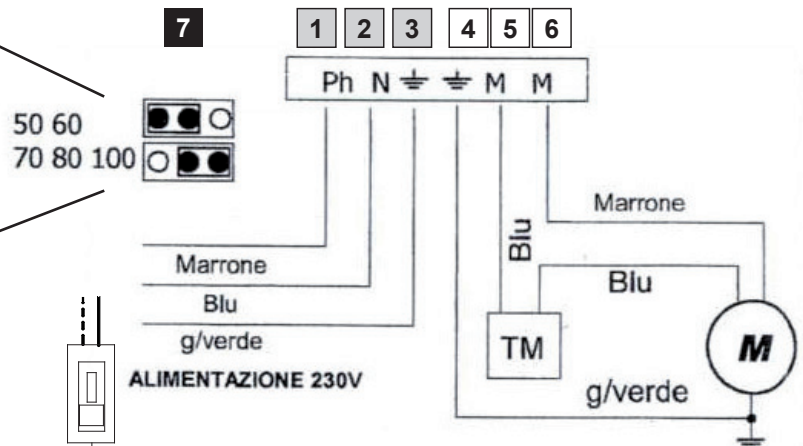 7 1 2 3 4 5 6
Ph N M M
50 60
70 80 100
Marrone
Blu
Blu
Marrone
Blu
g/verde
TM
M
g/verde
ALIMENTAZIONE 230V